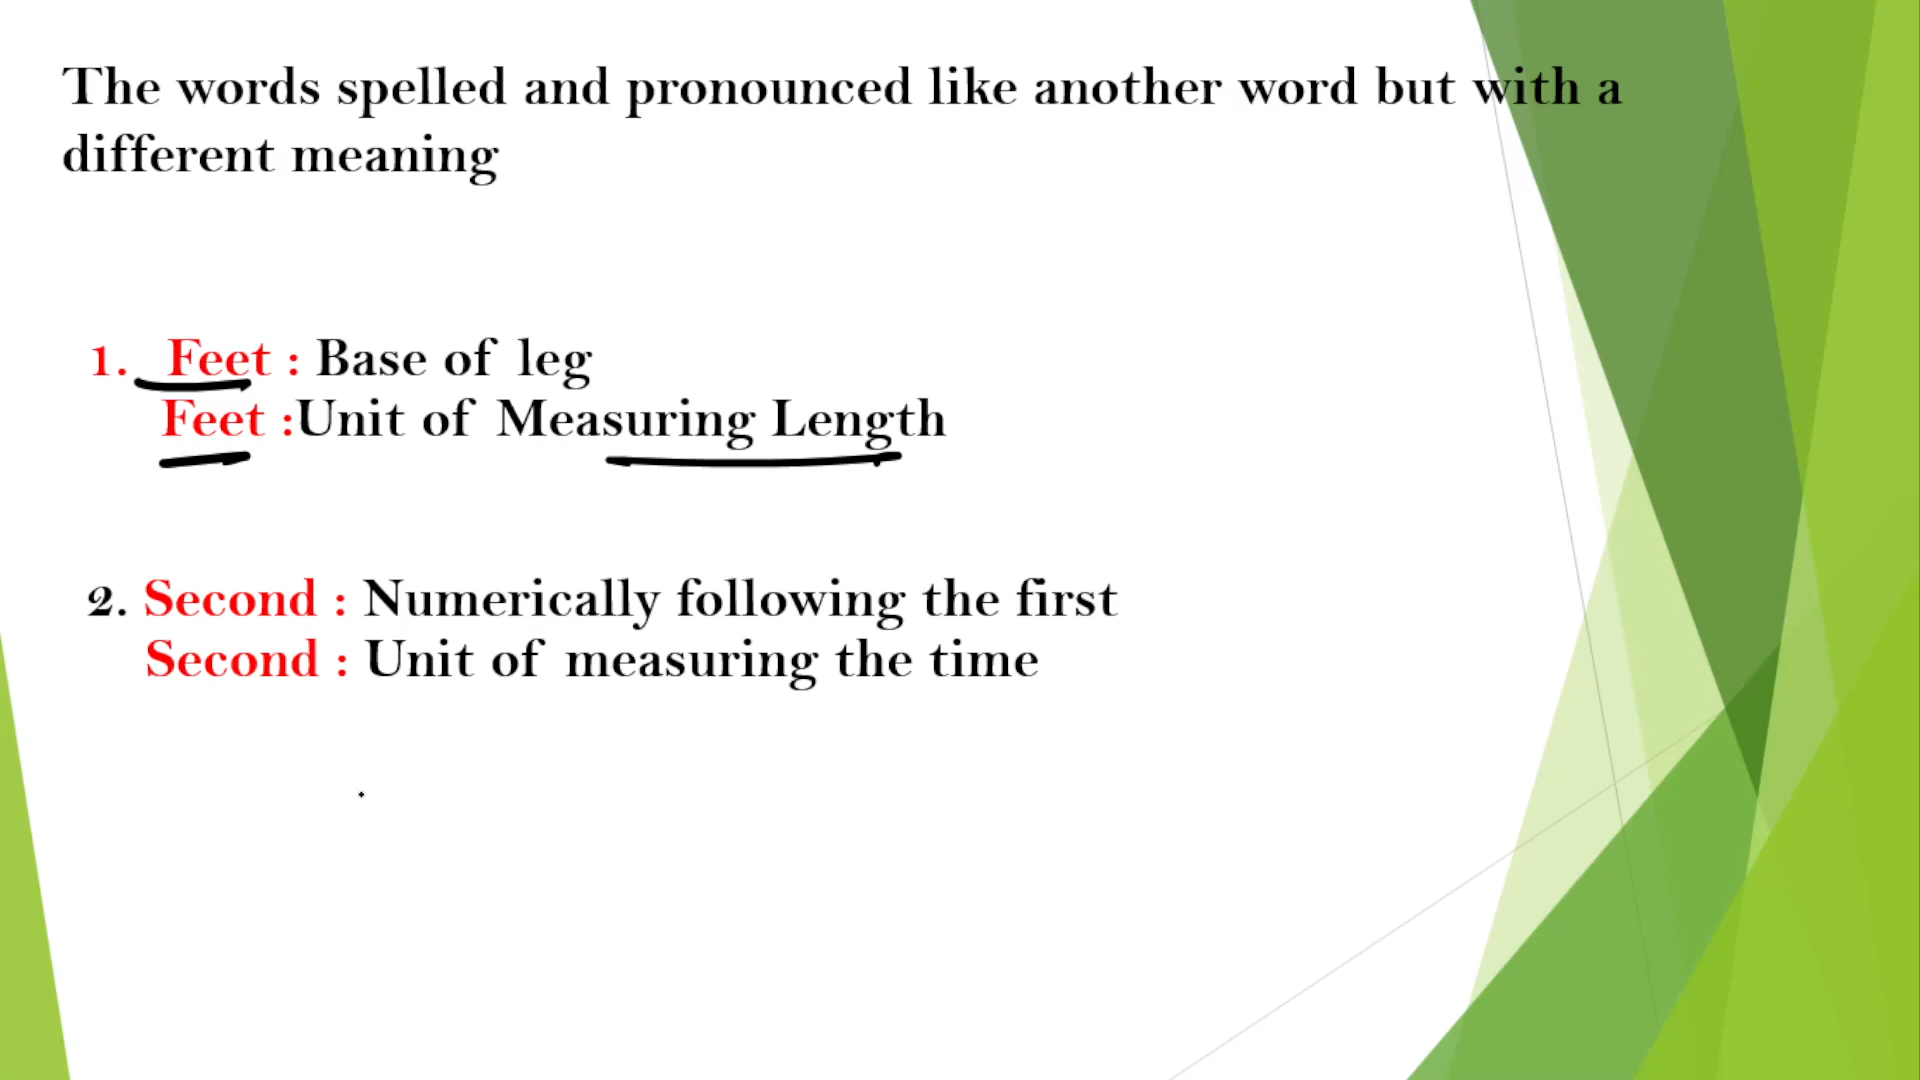 The words spelled and pronounced like another word but with a
different meaning
1. Feet : Base of leg
Feet :Unit of Measuring Length
2. Second : Numerically following the first
Second : Unit of measuring the time